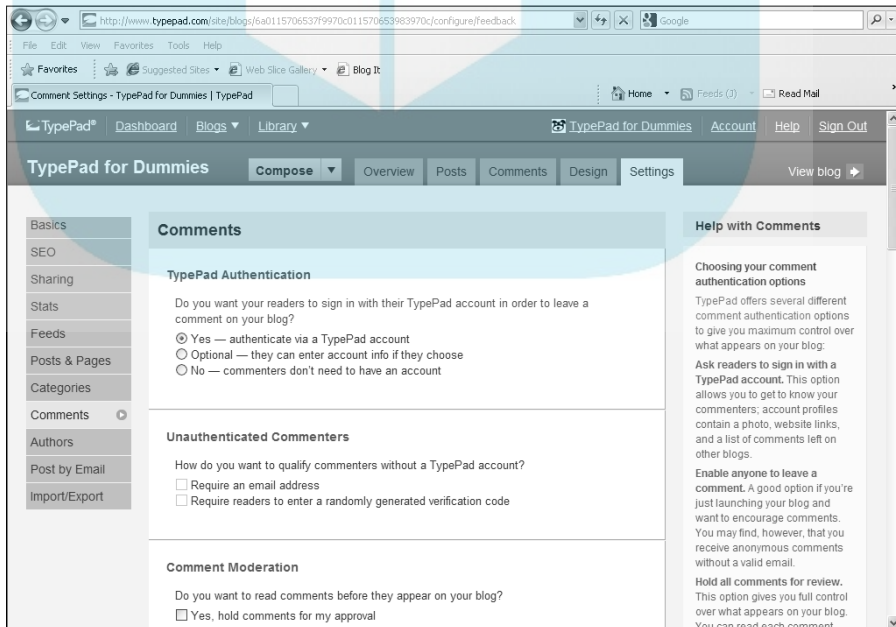 http://www.typepad.com/site/blogs/6a0115706537f9970c011570653983970c/configure/feedback
Google
File Edit View Favorites Tools Help
Favorites Suggested Sites Web Slice Gallery Blog It
Comment Settings - TypePad for Dummies | TypePad
Home Feeds (J) Read Mail
TypePad® Dashboard Blogs Library TypePad for Dummies Account Help Sign Out
TypePad for Dummies Compose Overview Posts Comments Design Settings View blog
Basics
SEO
Sharing
Stats
Feeds
Posts & Pages
Categories
Comments
Authors
Post by Email
Import/Export
Comments
TypePad Authentication
Do you want your readers to sign in with their TypePad account in order to leave a
comment on your blog?
Yes — authenticate via a TypePad account
Optional — they can enter account info if they choose
No — commenters don't need to have an account
Unauthenticated Commenters
How do you want to qualify commenters without a TypePad account?
Require an email address
Require readers to enter a randomly generated verification code
Comment Moderation
Do you want to read comments before they appear on your blog?
Yes, hold comments for my approval
Help with Comments
Choosing your comment
authentication options
TypePad offers several different
comment authentication options
to give you maximum control over
what appears on your blog:
Ask readers to sign in with a
TypePad account. This option
allows you to get to know your
commenters; account profiles
contain a photo, website links,
and a list of comments left on
other blogs.
Enable anyone to leave a
comment. A good option if you're
just launching your blog and
want to encourage comments.
You may find, however, that you
receive anonymous comments
without a valid email.
Hold all comments for review.
This option gives you full control
over what appears on your blog.
You can read each comment